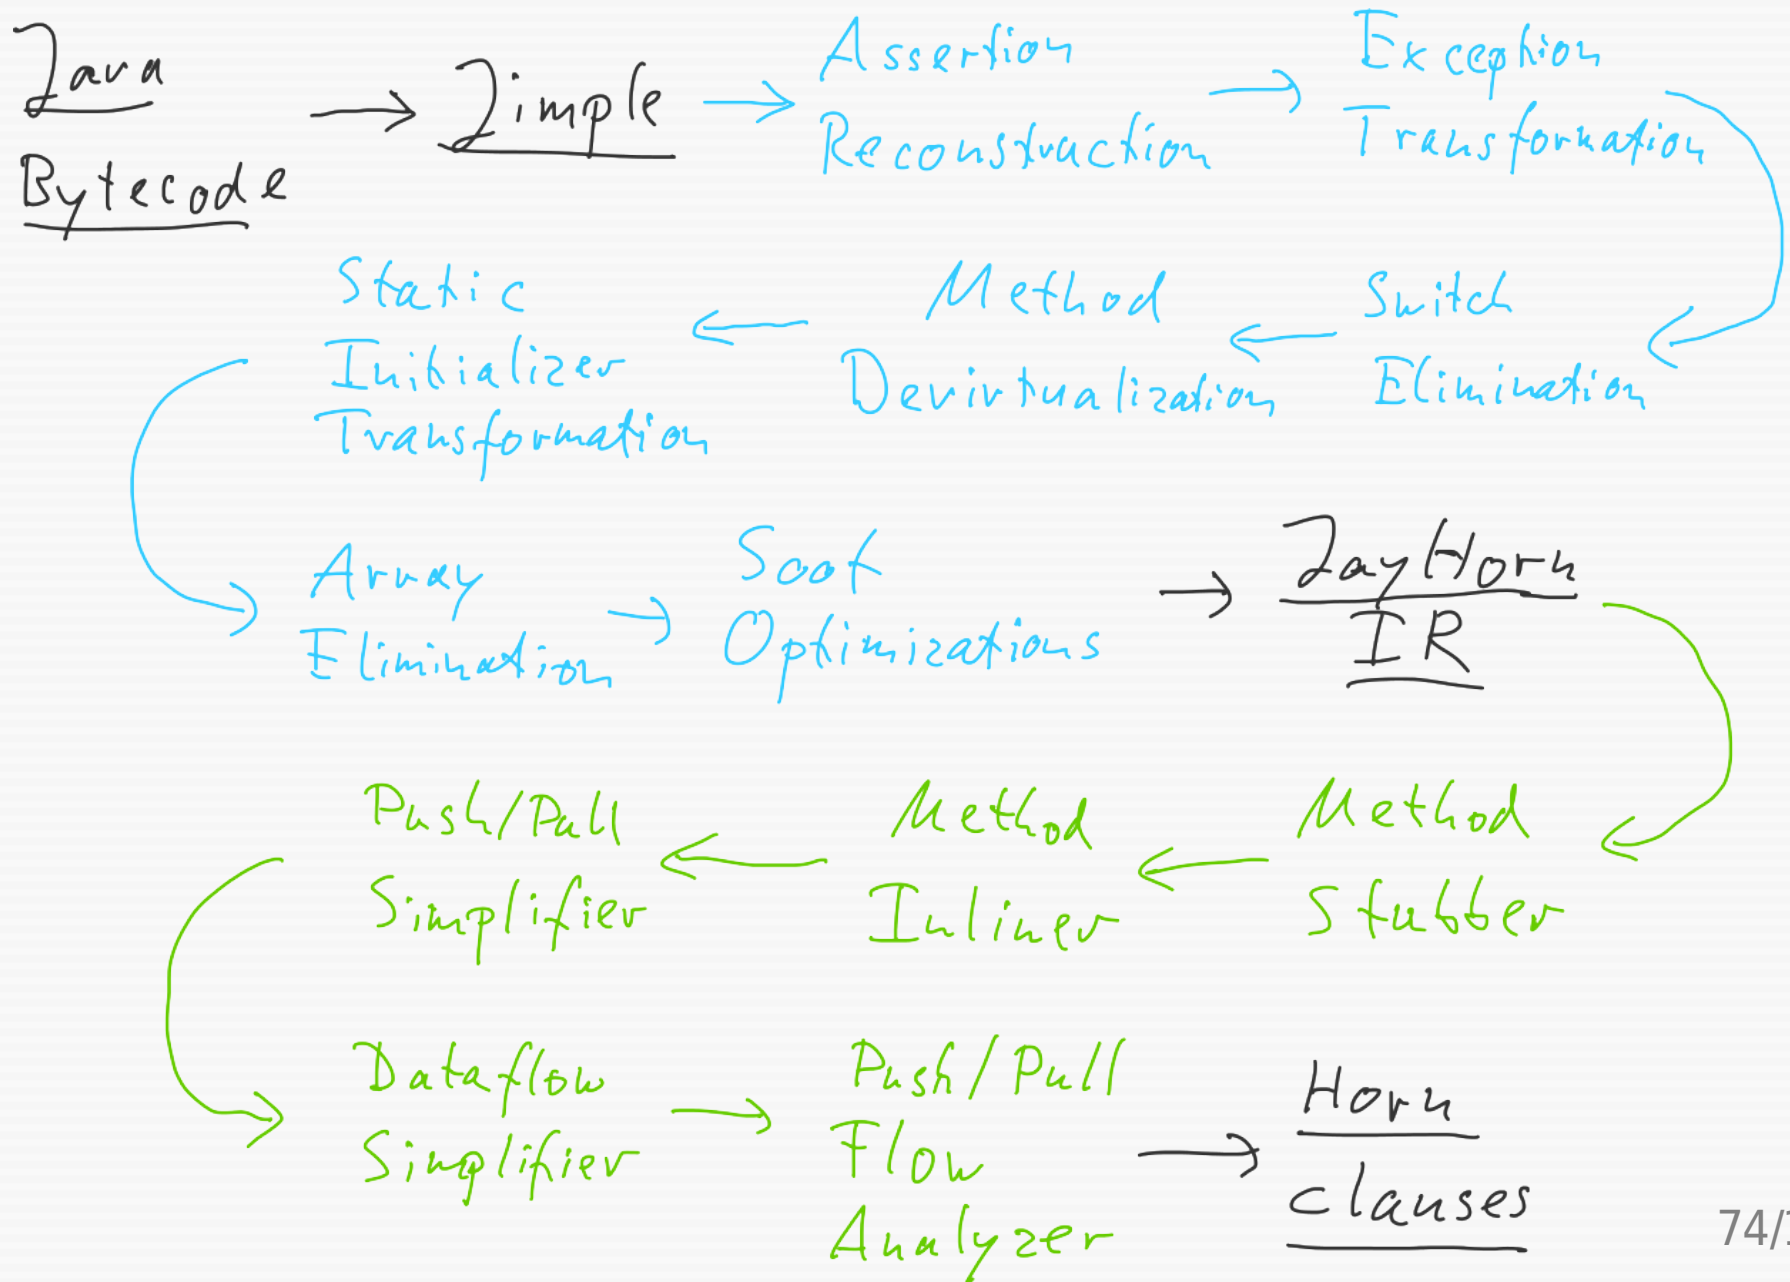 Java
Bytecode
Jimple
Assertion
Reconstruction
Exception
Transformation
Switch
Elimination
Method
Devirtualization
Static
Initializer
Transformation
Array
Elimination
Soot
Optimizations
JayHorn
IR
Method
Stubber
Method
Inliner
Push/Pull
Simplifier
Dataflow
Simplifier
Push/Pull
Flow
Analyzer
Horn
clauses
74/